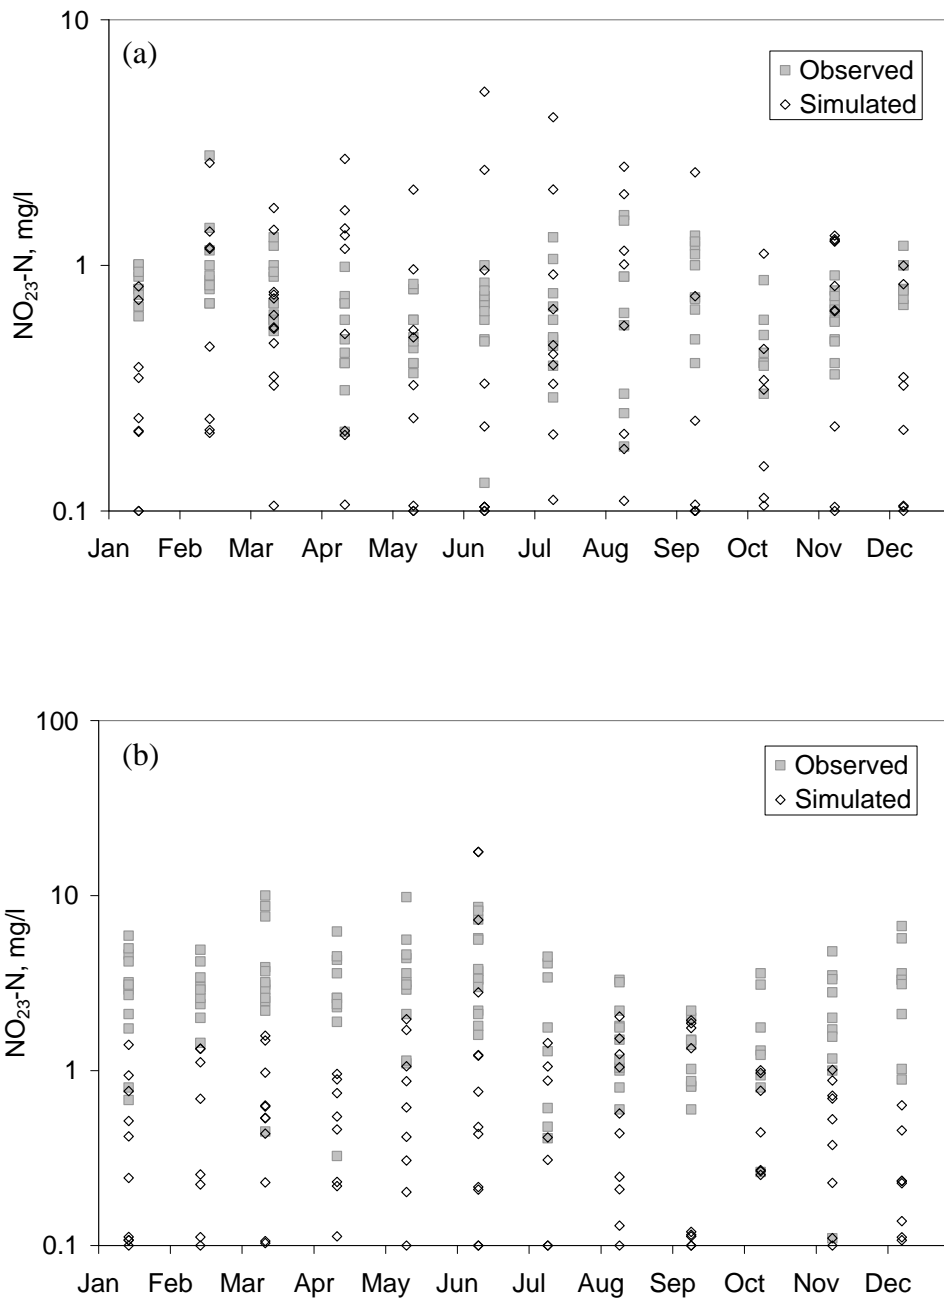 10
(a)
Observed
Simulated
NO23-N, mg/l
1
0.1
Jan Feb Mar Apr May Jun Jul Aug Sep Oct Nov Dec
100
(b)
Observed
Simulated
10
NO23-N, mg/l
1
0.1
Jan Feb Mar Apr May Jun Jul Aug Sep Oct Nov Dec